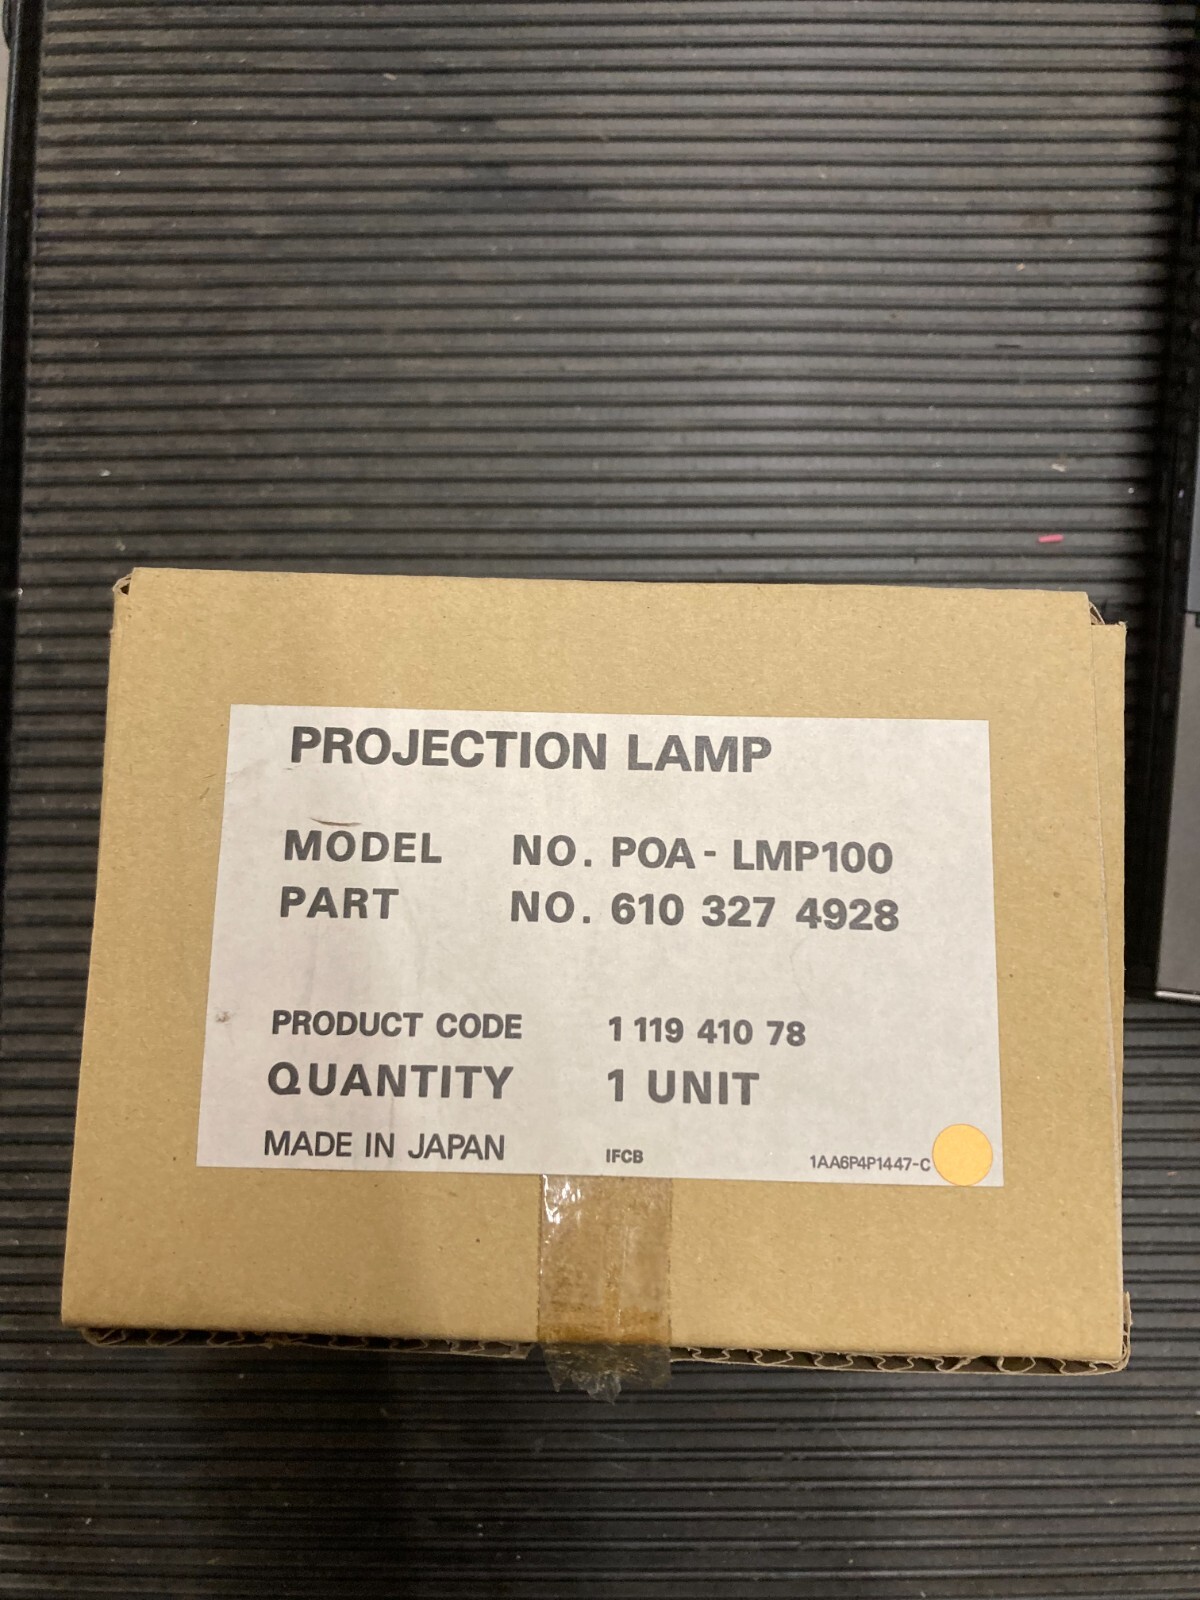 PROJECTION LAMP
MODEL NO. POA - LMP100
PART NO. 610 327 4928
PRODUCT CODE 1 119 410 78
QUANTITY 1 UNIT
MADE IN JAPAN IFCB 1AA6P4P1447-C